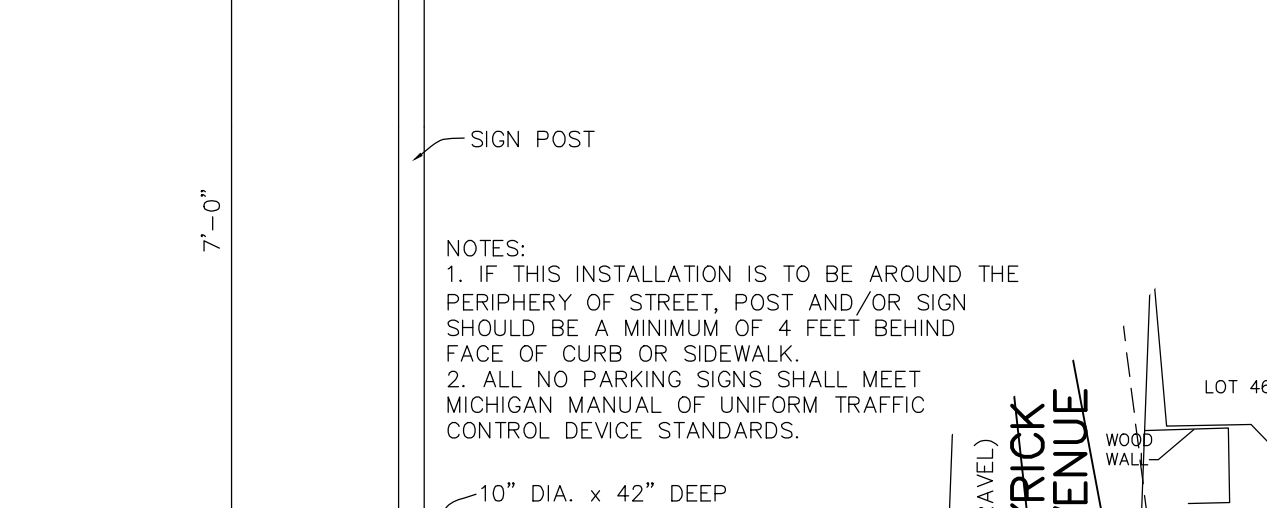 SIGN POST
7'-0"
NOTES:
1. IF THIS INSTALLATION IS TO BE AROUND THE
PERIPHERY OF STREET, POST AND/OR SIGN
SHOULD BE A MINIMUM OF 4 FEET BEHIND
FACE OF CURB OR SIDEWALK.
2. ALL NO PARKING SIGNS SHALL MEET
MICHIGAN MANUAL OF UNIFORM TRAFFIC
CONTROL DEVICE STANDARDS.
10" DIA. x 42" DEEP
LOT 46
WOOD
WALL